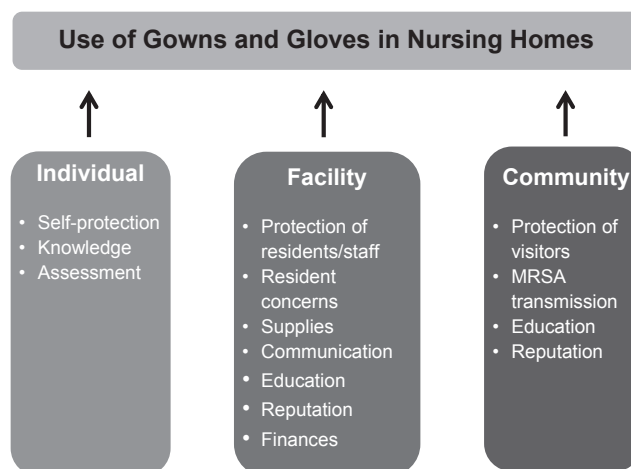 Use of Gowns and Gloves in Nursing Homes
Individual
• Self-protection
• Knowledge
• Assessment
Facility
• Protection of
residents/staff
• Resident
concerns
• Supplies
• Communication
• Education
• Reputation
• Finances
Community
• Protection of
visitors
• MRSA
transmission
• Education
• Reputation